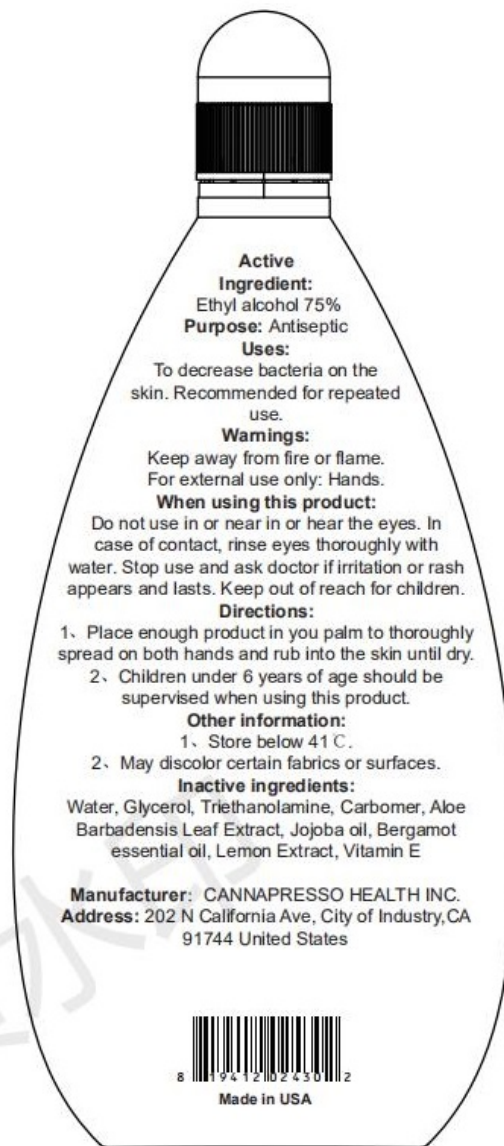 Active
Ingredient:
Ethyl alcohol 75%
Purpose: Antiseptic
Uses:
To decrease bacteria on the
skin. Recommended for repeated
use.
Warnings:
Keep away from fire or flame.
For external use only: Hands.
When using this product:
Do not use in or near in or hear the eyes. In
case of contact, rinse eyes thoroughly with
water. Stop use and ask doctor if irritation or rash
appears and lasts. Keep out of reach for children.
Directions:
1、Place enough product in you palm to thoroughly
spread on both hands and rub into the skin until dry.
2、Children under 6 years of age should be
supervised when using this product.
Other information:
1、Store below 41℃.
2、May discolor certain fabrics or surfaces.
Inactive ingredients:
Water, Glycerol, Triethanolamine, Carbomer, Aloe
Barbadensis Leaf Extract, Jojoba oil, Bergamot
essential oil, Lemon Extract, Vitamin E
Manufacturer: CANNAPRESSO HEALTH INC.
Address: 202 N California Ave, City of Industry,CA
91744 United States
8 19412 02430 2
Made in USA
水印